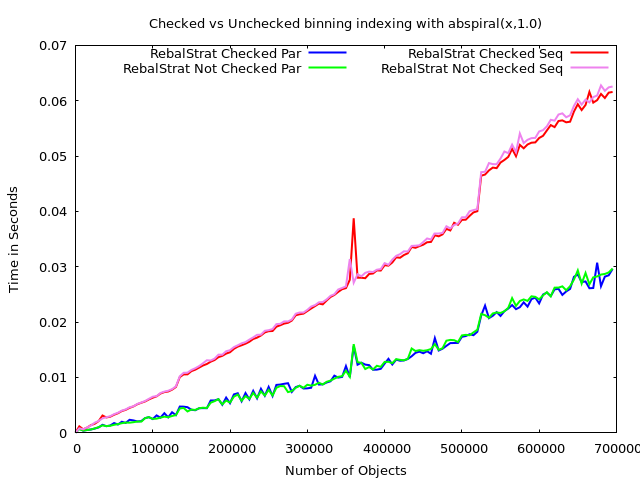 Checked vs Unchecked binning indexing with abspiral(x,1.0)
RebalStrat Checked Par
RebalStrat Not Checked Par
RebalStrat Checked Seq
RebalStrat Not Checked Seq
Time in Seconds
0.07
0.06
0.05
0.04
0.03
0.02
0.01
0
0 100000 200000 300000 400000 500000 600000 700000
Number of Objects